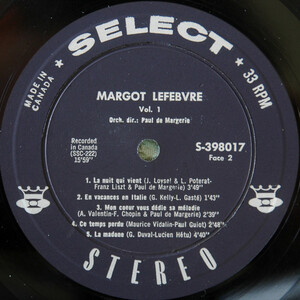 SELECT
MADE IN
CANADA
33 RPM
MARGOT LEFEBVRE
Vol. 1
Orch. dir.: Paul de Margerie
Recorded
in Canada
(SSC-222)
15'59"
S-398017
Face 2
1. La nuit qui vient (J. Lovse! & L. Poterat-
Franz Liszt & Paul de Margerie) 3'49"
2. En vacances en Italie (G. Kelly-L. Gasté) 1'43"
3. Mon coeur vous dédie sa mélodie
(A. Valentin-F. Chopin & Paul de Margerie) 2'39"
4. Ce temps perdu (Maurice Vidalin-Paul Guiot) 2'48"
5. La madone (G. Duval-Lucien Hétu) 4'40"
STEREO